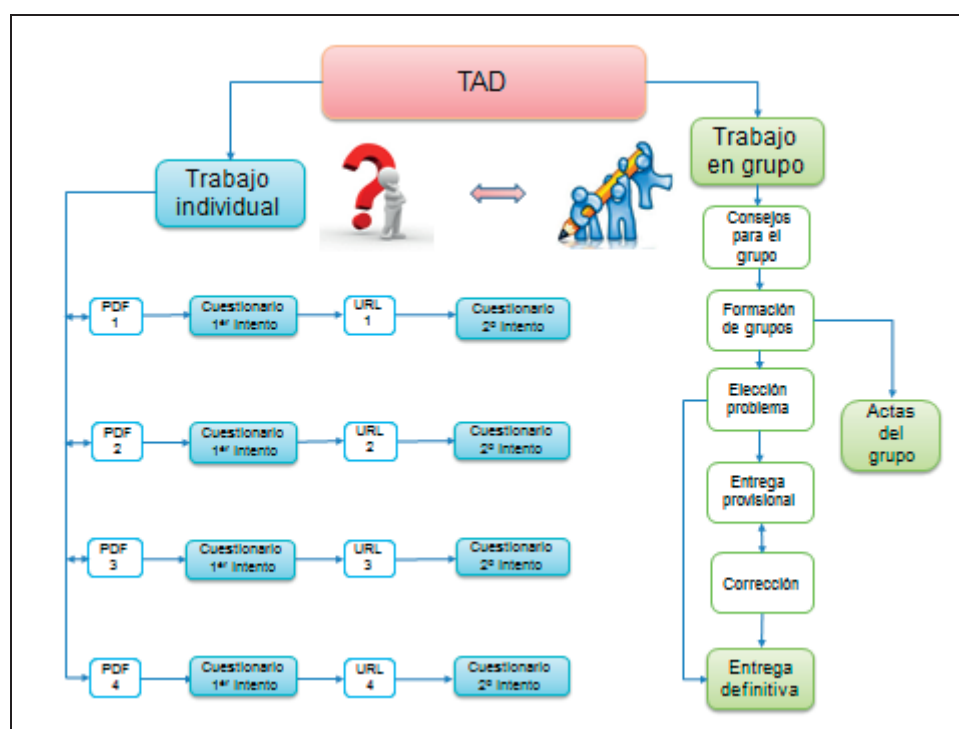 TAD
Trabajo
individual
Trabajo
en grupo
Consejos
para el
grupo
PDF
1
Cuestionario
1er Intento
URL
1
Cuestionario
2º Intento
Formación
de grupos
Elección
problema
Actas
del
grupo
PDF
2
Cuestionario
1er Intento
URL
2
Cuestionario
2º Intento
Entrega
provisional
PDF
3
Cuestionario
1er Intento
URL
3
Cuestionario
2º Intento
Corrección
PDF
4
Cuestionario
1er Intento
URL
4
Cuestionario
2º Intento
Entrega
definitiva